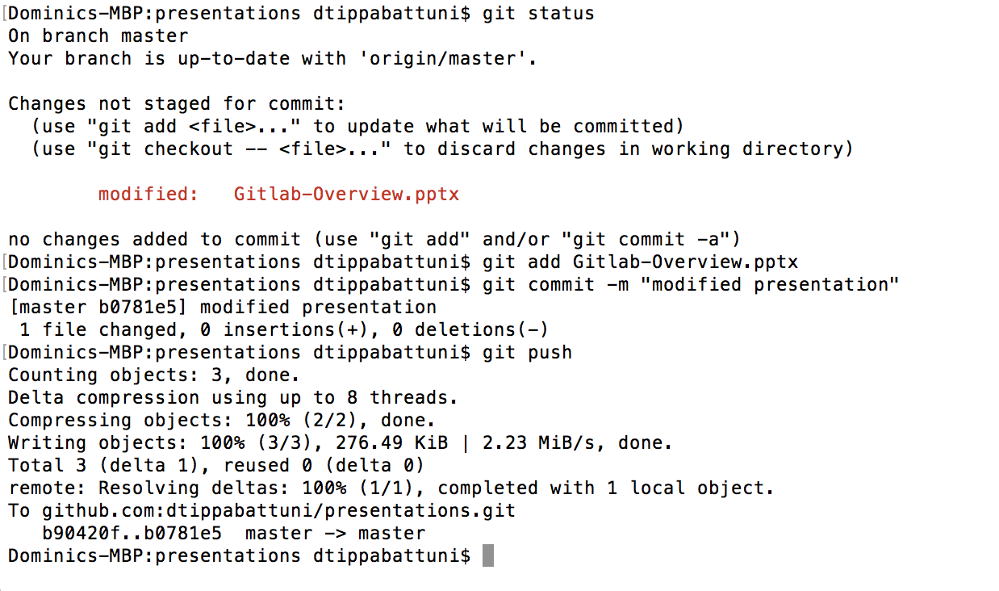 [Dominics-MBP:presentations dtippabattuni$ git status
On branch master
Your branch is up-to-date with 'origin/master'.
Changes not staged for commit:
  (use "git add <file>..." to update what will be committed)
  (use "git checkout -- <file>..." to discard changes in working directory)
        modified:   Gitlab-Overview.pptx
no changes added to commit (use "git add" and/or "git commit -a")
[Dominics-MBP:presentations dtippabattuni$ git add Gitlab-Overview.pptx
[Dominics-MBP:presentations dtippabattuni$ git commit -m "modified presentation"
[master b0781e5] modified presentation
 1 file changed, 0 insertions(+), 0 deletions(-)
[Dominics-MBP:presentations dtippabattuni$ git push
Counting objects: 3, done.
Delta compression using up to 8 threads.
Compressing objects: 100% (2/2), done.
Writing objects: 100% (3/3), 276.49 KiB | 2.23 MiB/s, done.
Total 3 (delta 1), reused 0 (delta 0)
remote: Resolving deltas: 100% (1/1), completed with 1 local object.
To github.com:dtippabattuni/presentations.git
   b90420f..b0781e5  master -> master
Dominics-MBP:presentations dtippabattuni$